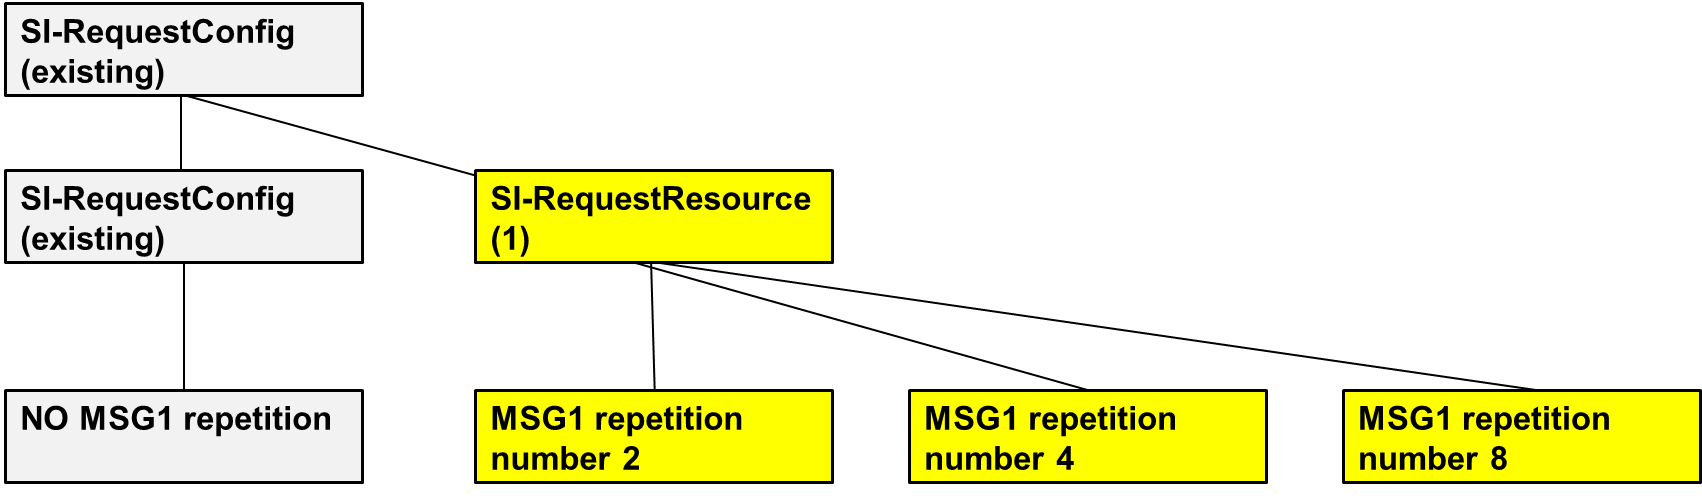 SI-RequestConfig
(existing)
SI-RequestConfig
(existing)
SI-RequestResource
(1)
NO MSG1 repetition
MSG1 repetition
number 2
MSG1 repetition
number 4
MSG1 repetition
number 8